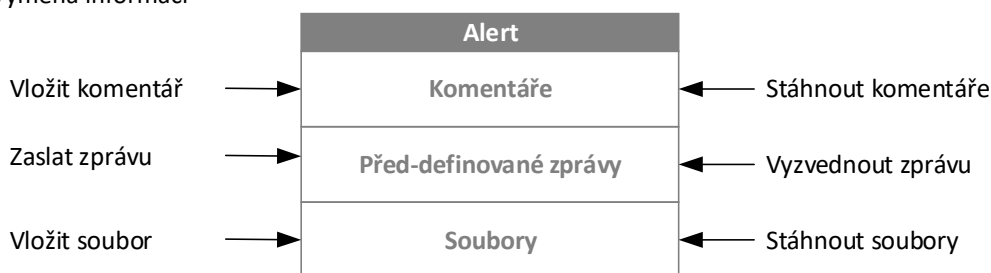 Alert
Vložit komentář Komentáře Stáhnout komentáře
Zaslat zprávu Před-definované zprávy Vyzvednout zprávu
Vložit soubor Soubory Stáhnout soubory